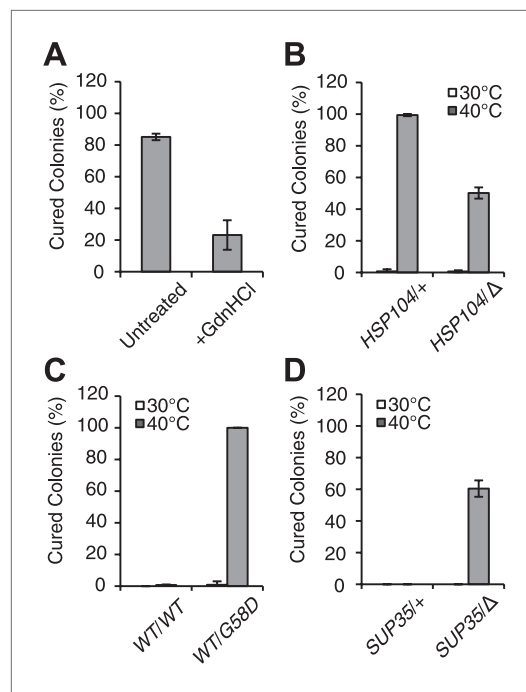 A
Cured Colonies (%)
120
100
80
60
40
20
0
Untreated
+GdnHCl
B
Cured Colonies (%)
120
100
80
60
40
20
0
30°C
40°C
HSP104/+
HSP104/Δ
C
Cured Colonies (%)
120
100
80
60
40
20
0
30°C
40°C
WT/WT
WT/G58D
D
Cured Colonies (%)
120
100
80
60
40
20
0
30°C
40°C
SUP35/+
SUP35/Δ